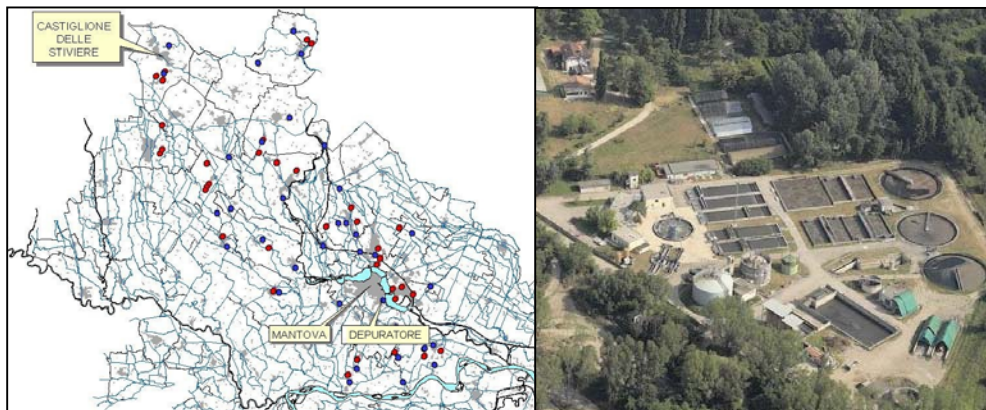 CASTIGLIONE
DELLE
STIVIERE
MANTOVA
DEPURATORE